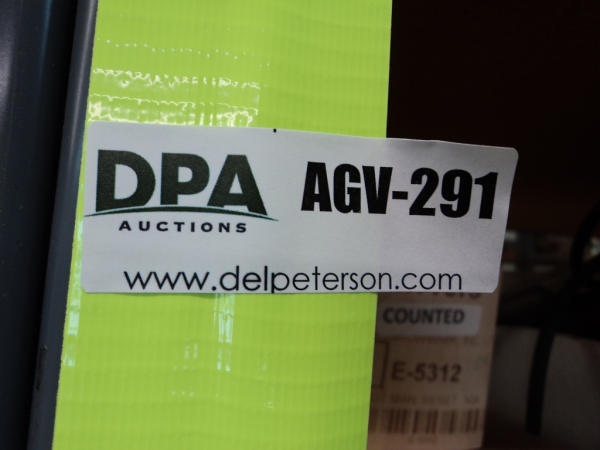 DPA
AUCTIONS
AGV-291
www.delpeterson.com
COUNTED
E-5312